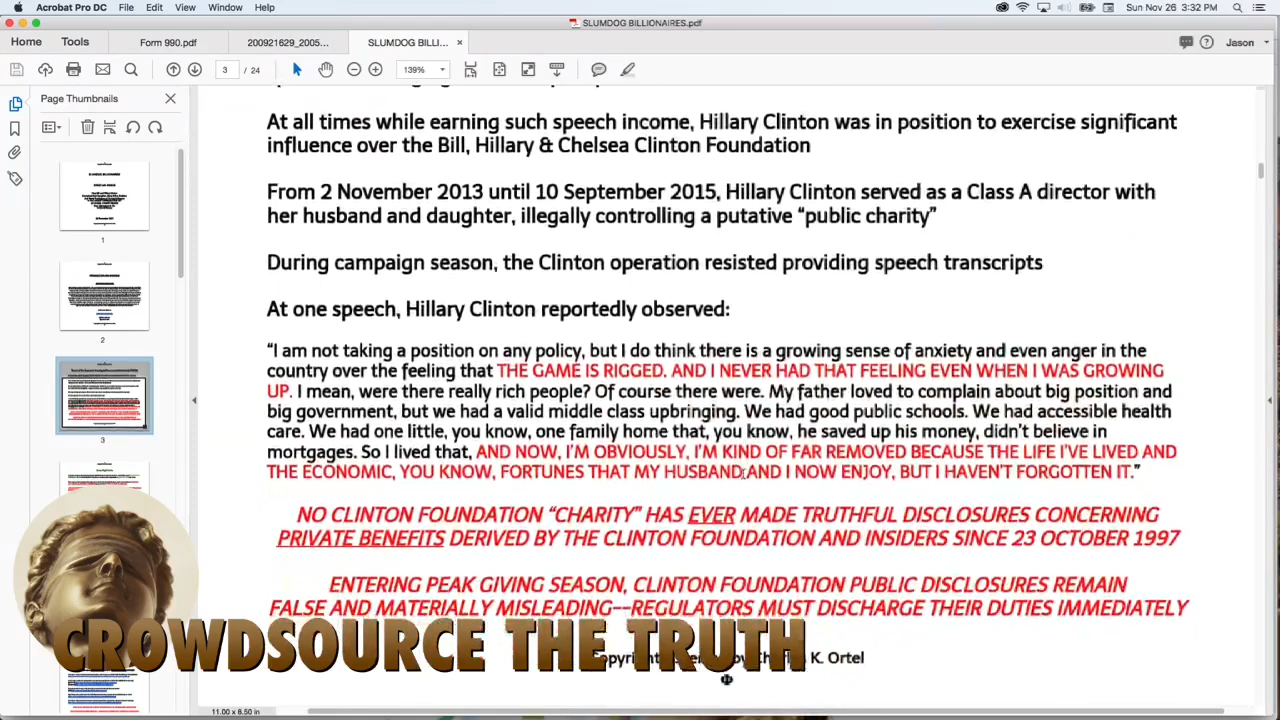 Acrobat Pro DC File Edit View Window Help Sun Nov 26 3:32 PM
SLUMDOG BILLIONAIRES.pdf
Home Tools Form 990.pdf 200921629_2005... SLUMDOG BILLI... × Jason
3 / 24 139%
Page Thumbnails
1
2
3
At all times while earning such speech income, Hillary Clinton was in position to exercise significant
influence over the Bill, Hillary & Chelsea Clinton Foundation
From 2 November 2013 until 10 September 2015, Hillary Clinton served as a Class A director with
her husband and daughter, illegally controlling a putative “public charity”
During campaign season, the Clinton operation resisted providing speech transcripts
At one speech, Hillary Clinton reportedly observed:
“I am not taking a position on any policy, but I do think there is a growing sense of anxiety and even anger in the
country over the feeling that THE GAME IS RIGGED. AND I NEVER HAD THAT FEELING EVEN WHEN I WAS GROWING
UP. I mean, were there really rich people? Of course there were. My father loved to complain about big position and
big government, but we had a solid middle class upbringing. We had good public schools. We had accessible health
care. We had one little, you know, one family home that, you know, he saved up his money, didn’t believe in
mortgages. So I lived that, AND NOW, I’M OBVIOUSLY, I’M KIND OF FAR REMOVED BECAUSE THE LIFE I’VE LIVED AND
THE ECONOMIC, YOU KNOW, FORTUNES THAT MY HUSBAND AND I NOW ENJOY, BUT I HAVEN’T FORGOTTEN IT.”
NO CLINTON FOUNDATION “CHARITY” HAS EVER MADE TRUTHFUL DISCLOSURES CONCERNING
PRIVATE BENEFITS DERIVED BY THE CLINTON FOUNDATION AND INSIDERS SINCE 23 OCTOBER 1997
ENTERING PEAK GIVING SEASON, CLINTON FOUNDATION PUBLIC DISCLOSURES REMAIN
FALSE AND MATERIALLY MISLEADING--REGULATORS MUST DISCHARGE THEIR DUTIES IMMEDIATELY
CROWDSOURCE THE TRUTH
K. Ortel
11.00 x 8.50 in